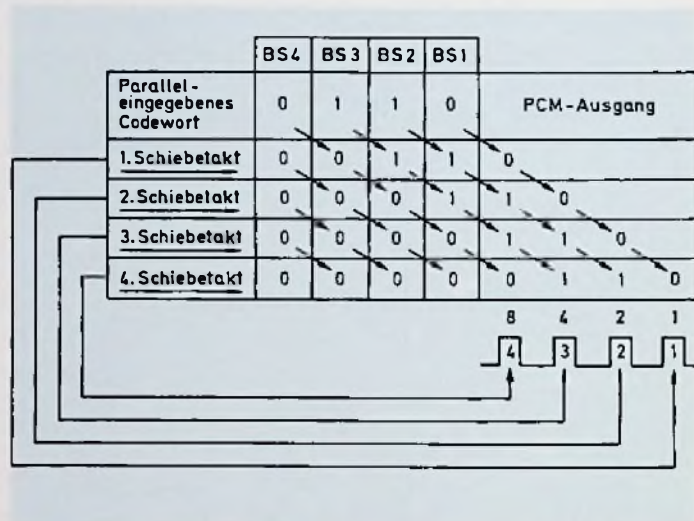 BS4 BS3 BS2 BS1
Parallel-
eingegebenes
Codewort
0 1 1 0 PCM-Ausgang
1.Schiebetakt 0 0 1 1 0
2.Schiebetakt 0 0 0 1 1 0
3.Schiebetakt 0 0 0 0 1 1 0
4.Schiebetakt 0 0 0 0 0 1 1 0
8 4 2 1
4 3 2 1